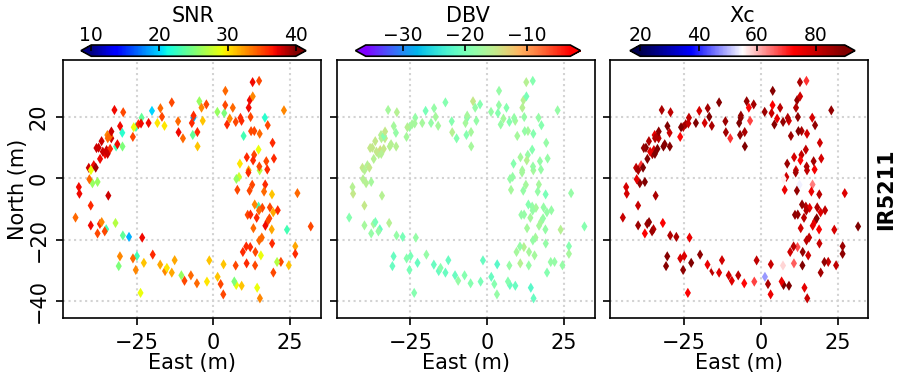 SNR DBV Xc
10 20 30 40 −30 −20 −10 20 40 60 80
20
0
−20
−40
North (m)
IR5211
−25 0 25 −25 0 25 −25 0 25
East (m) East (m) East (m)